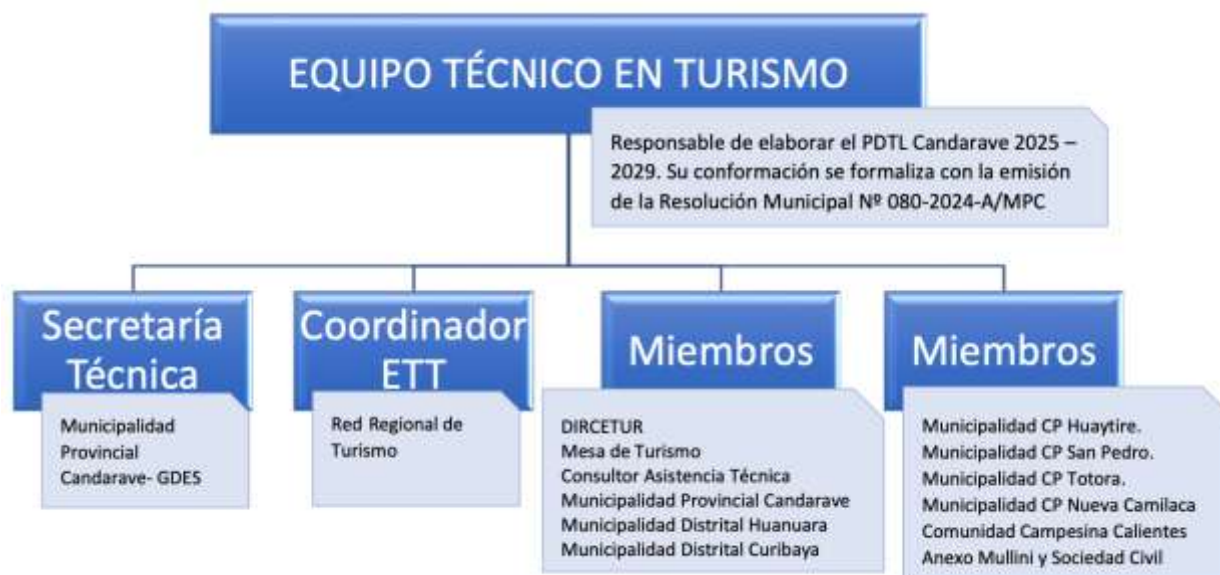 EQUIPO TÉCNICO EN TURISMO
Responsable de elaborar el PDTL Candarave 2025 –
2029. Su conformación se formaliza con la emisión
de la Resolución Municipal Nº 080-2024-A/MPC
Secretaría
Técnica
Municipalidad
Provincial
Candarave- GDES
Coordinador
ETT
Red Regional de
Turismo
Miembros
DIRCETUR
Mesa de Turismo
Consultor Asistencia Técnica
Municipalidad Provincial Candarave
Municipalidad Distrital Huanuara
Municipalidad Distrital Curibaya
Miembros
Municipalidad CP Huaytire.
Municipalidad CP San Pedro.
Municipalidad CP Totora.
Municipalidad CP Nueva Camilaca
Comunidad Campesina Calientes
Anexo Mullini y Sociedad Civil